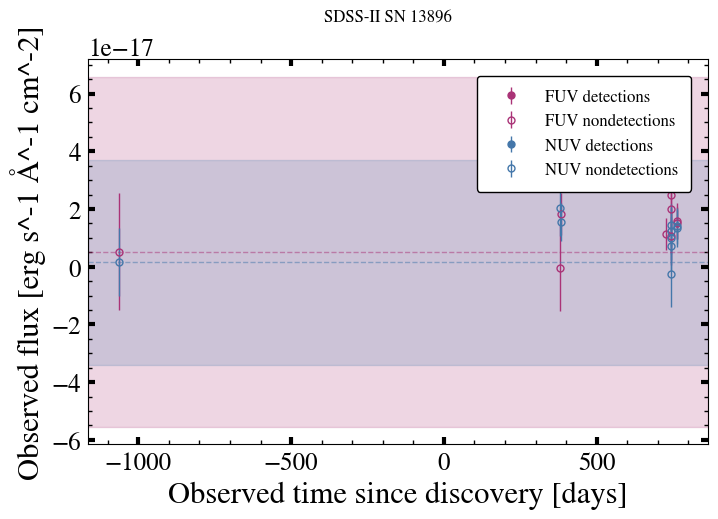 SDSS-II SN 13896
1e−17
Observed flux [erg s^-1 Å^-1 cm^-2]
6
4
2
0
−2
−4
−6
FUV detections
FUV nondetections
NUV detections
NUV nondetections
−1000
−500
0
500
Observed time since discovery [days]